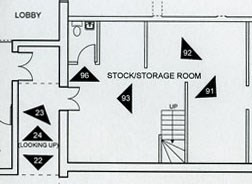 LOBBY
92
96
STOCK/STORAGE ROOM
91
93
23
UP
24
(LOOKING UP)
22